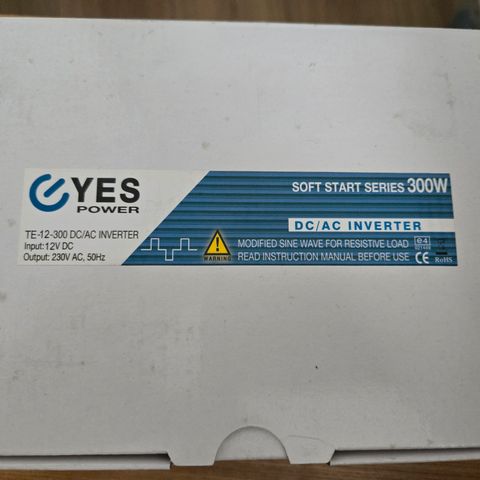 YES
POWER
TE-12-300 DC/AC INVERTER
Input:12V DC
Output: 230V AC, 50Hz
SOFT START SERIES 300W
DC/AC INVERTER
WARNING
MODIFIED SINE WAVE FOR RESISTIVE LOAD
READ INSTRUCTION MANUAL BEFORE USE
e4
CE RoHS